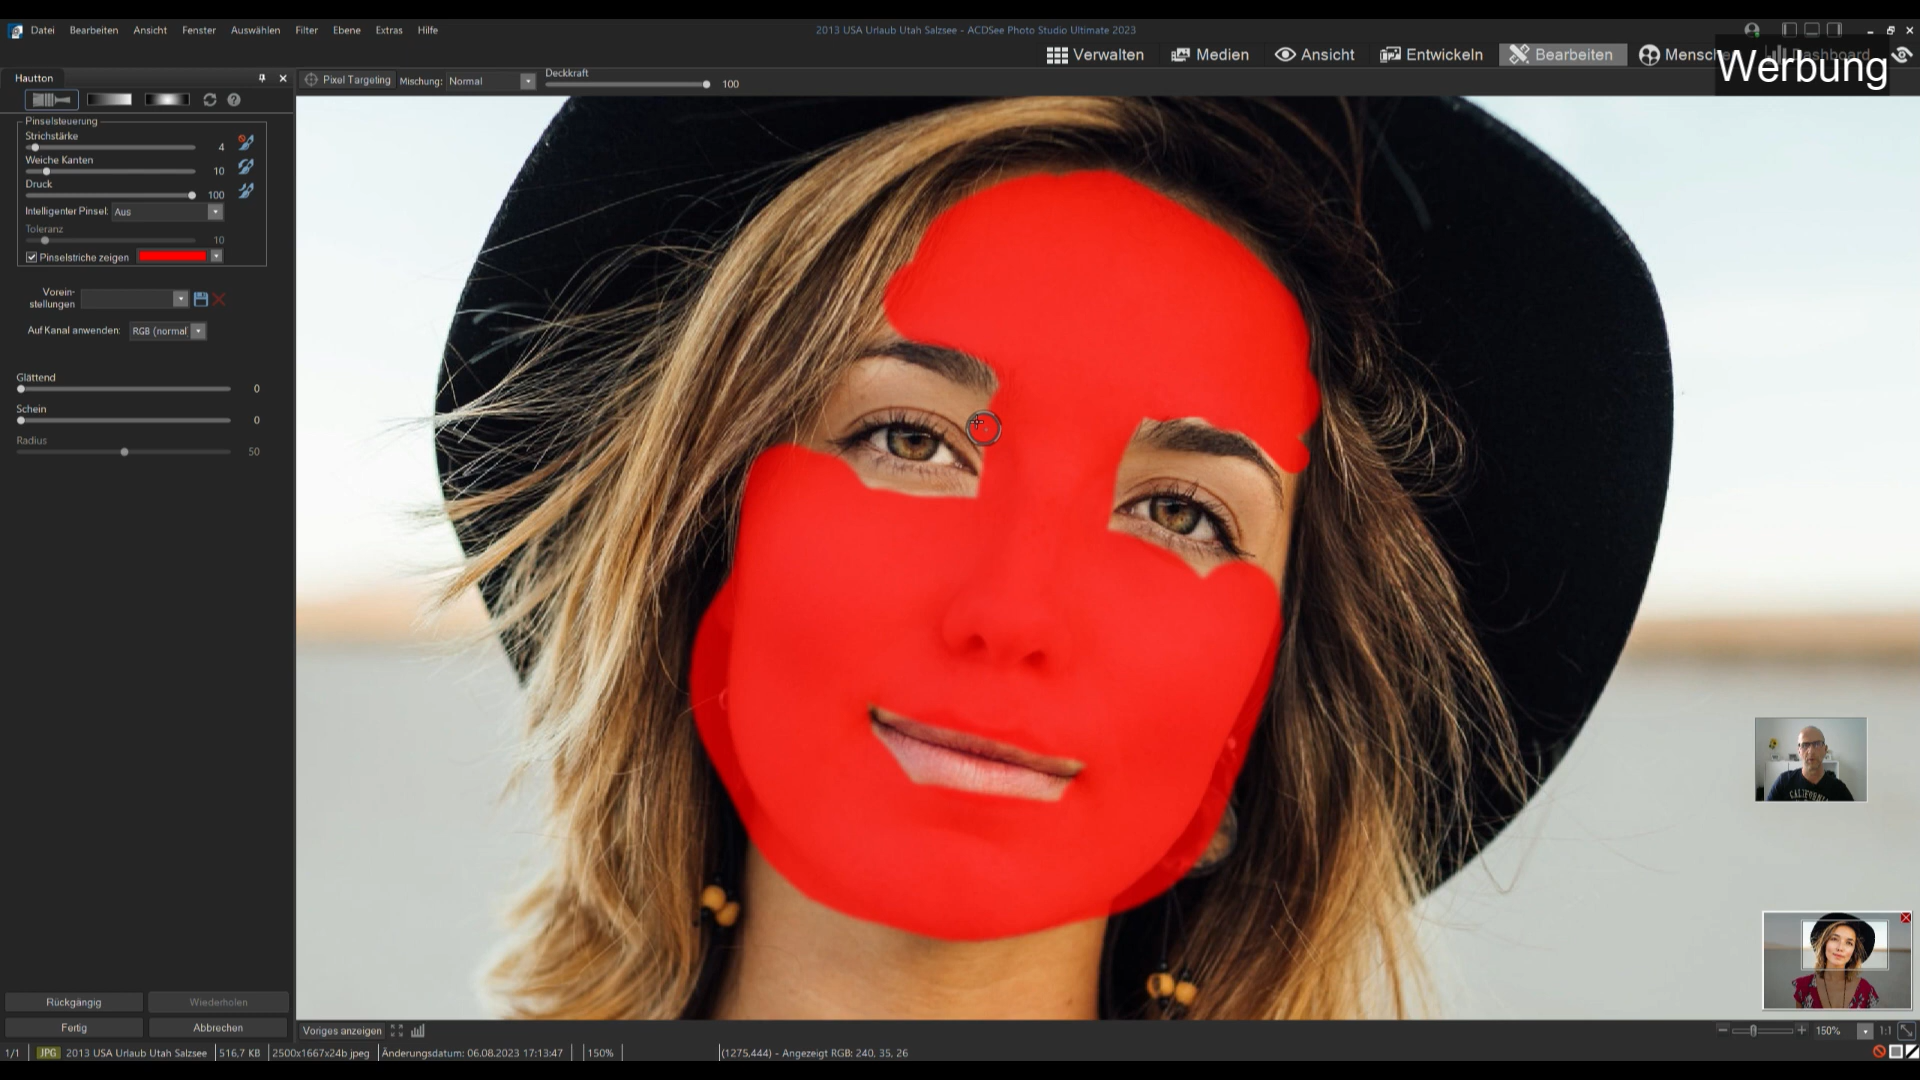 Datei Bearbeiten Ansicht Fenster Auswählen Filter Ebene Extras Hilfe
2013 USA Urlaub Utah Salzsee - ACDSee Photo Studio Ultimate 2023
Verwalten Medien Ansicht Entwickeln Bearbeiten Mensch Dashboard
Werbung
Hautton
Pixel Targeting Mischung: Normal Deckkraft 100
Pinselsteuerung
Strichstärke
4
Weiche Kanten
10
Druck
100
Intelligenter Pinsel: Aus
Toleranz
10
Pinselstriche zeigen
Vorein-
stellungen
Auf Kanal anwenden: RGB (normal
Glättend
0
Schein
0
Radius
50
CALIFORNIA
Rückgängig Wiederholen
Fertig Abbrechen
Voriges anzeigen
150% 1:1
1/1 JPG 2013 USA Urlaub Utah Salzsee 516,7 KB 2500x1667x24b jpeg Änderungsdatum: 06.08.2023 17:13:47 150% (1275,444) - Angezeigt RGB: 240, 35, 26